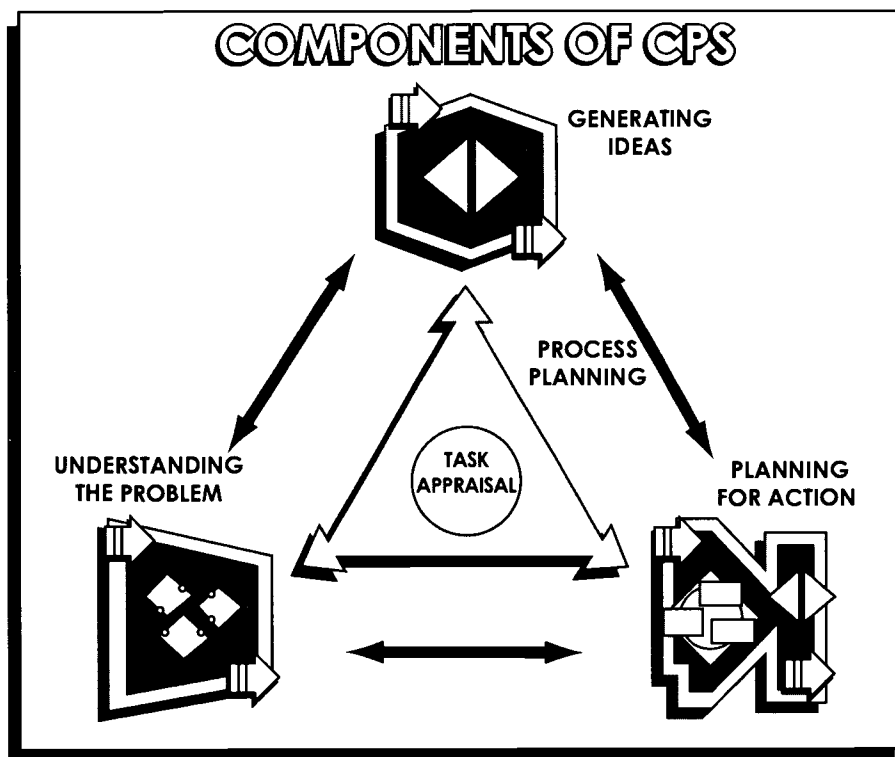 COMPONENTS OF CPS
GENERATING
IDEAS
PROCESS
PLANNING
UNDERSTANDING
THE PROBLEM
TASK
APPRAISAL
PLANNING
FOR ACTION